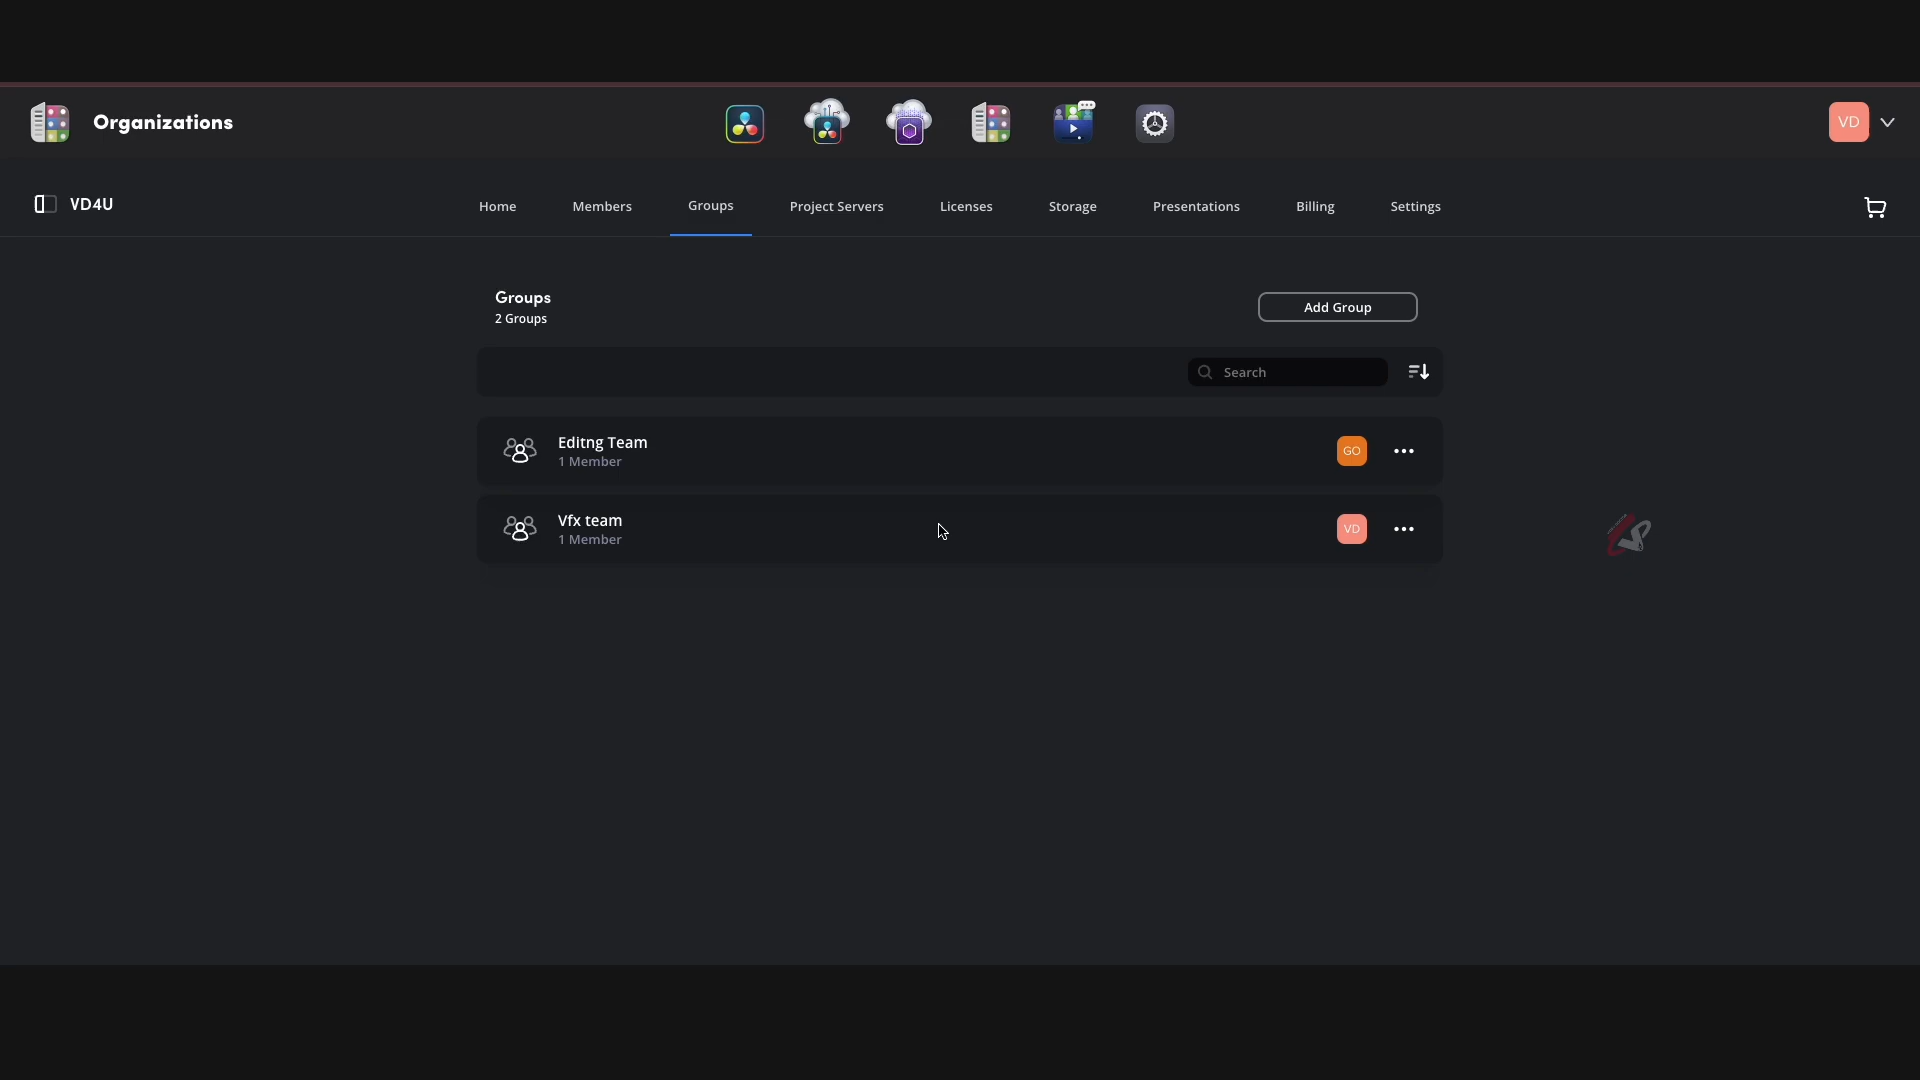 Organizations
VD
VD4U
Home
Members
Groups
Project Servers
Licenses
Storage
Presentations
Billing
Settings
Groups
2 Groups
Add Group
Search
Editng Team
1 Member
GO
Vfx team
1 Member
VD